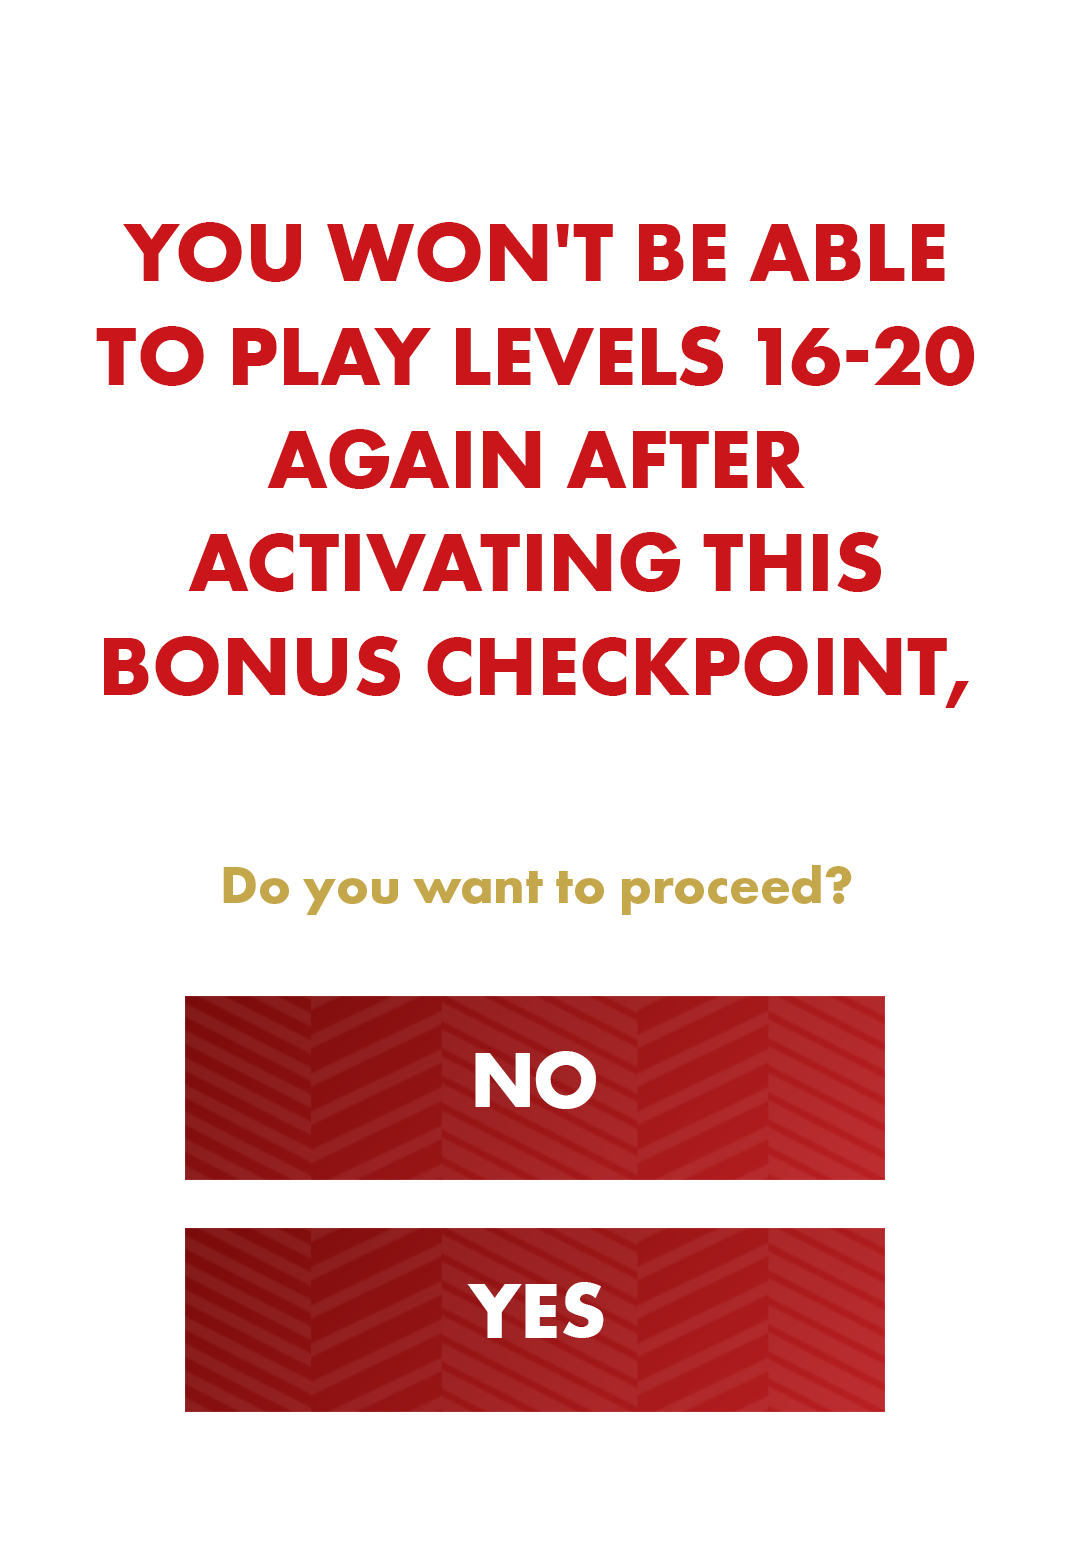 YOU WON'T BE ABLE
TO PLAY LEVELS 16-20
AGAIN AFTER
ACTIVATING THIS
BONUS CHECKPOINT,
Do you want to proceed?
NO
YES